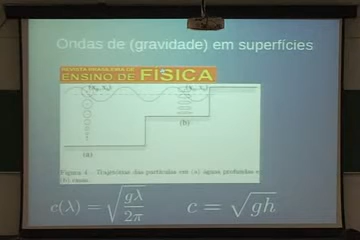 Ondas de (gravidade) em superfícies
REVISTA BRASILEIRA DE
ENSINO DE FÍSICA
(b)
(a)
Figura 4 - Trajetórias das partículas em (a) águas profundas e
(b) rasas.
c(λ) = √(gλ/2π) c = √gh